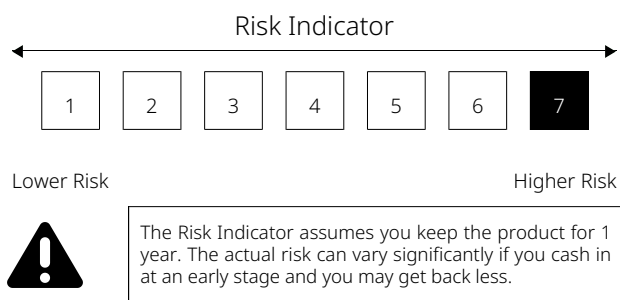 Risk Indicator
1 2 3 4 5 6 7
Lower Risk Higher Risk
The Risk Indicator assumes you keep the product for 1
year. The actual risk can vary significantly if you cash in
at an early stage and you may get back less.